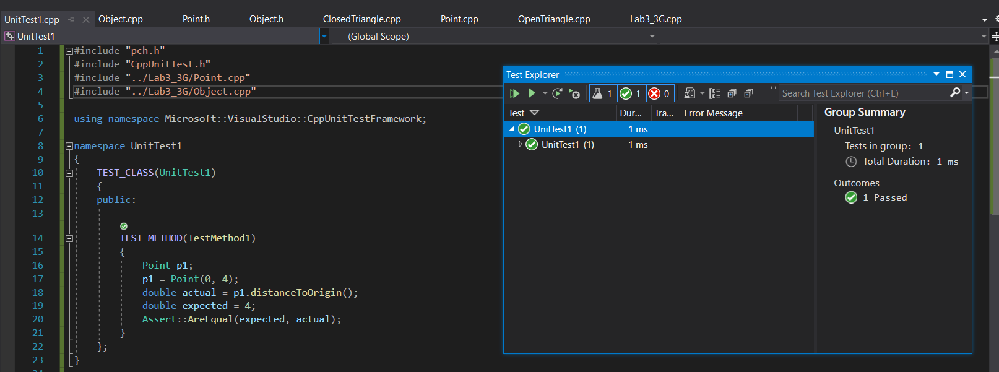 UnitTest1.cpp Object.cpp Point.h Object.h ClosedTriangle.cpp Point.cpp OpenTriangle.cpp Lab3_3G.cpp
UnitTest1 (Global Scope)
1 #include "pch.h"
2 #include "CppUnitTest.h"
3 #include "../Lab3_3G/Point.cpp"
4 #include "../Lab3_3G/Object.cpp"
5
6 using namespace Microsoft::VisualStudio::CppUnitTestFramework;
7
8 namespace UnitTest1
9 {
10 TEST_CLASS(UnitTest1)
11 {
12 public:
13
14 TEST_METHOD(TestMethod1)
15 {
16 Point p1;
17 p1 = Point(0, 4);
18 double actual = p1.distanceToOrigin();
19 double expected = 4;
20 Assert::AreEqual(expected, actual);
21 }
22 };
23 }
Test Explorer
1 1 0 Search Test Explorer (Ctrl+E)
Test Dur... Tra... Error Message
UnitTest1 (1) 1 ms
UnitTest1 (1) 1 ms
Group Summary
UnitTest1
Tests in group: 1
Total Duration: 1 ms
Outcomes
1 Passed